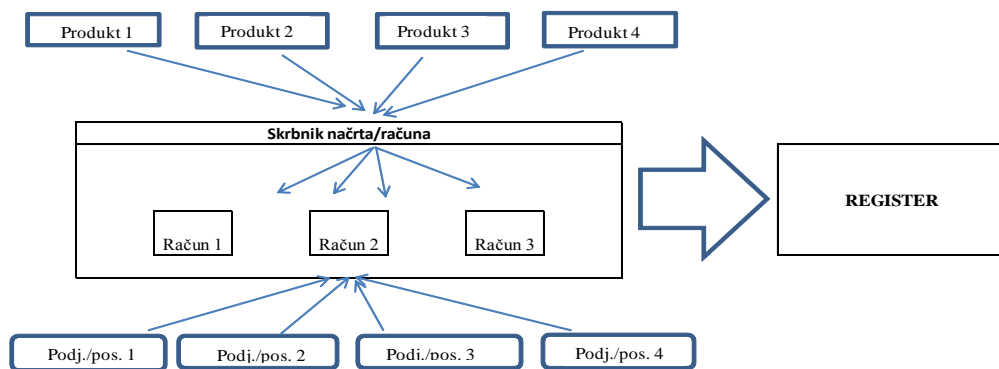 Produkt 1
Produkt 2
Produkt 3
Produkt 4
Skrbnik načrta/računa
Račun 1
Račun 2
Račun 3
REGISTER
Podj./pos. 1
Podj./pos. 2
Podj./pos. 3
Podj./pos. 4